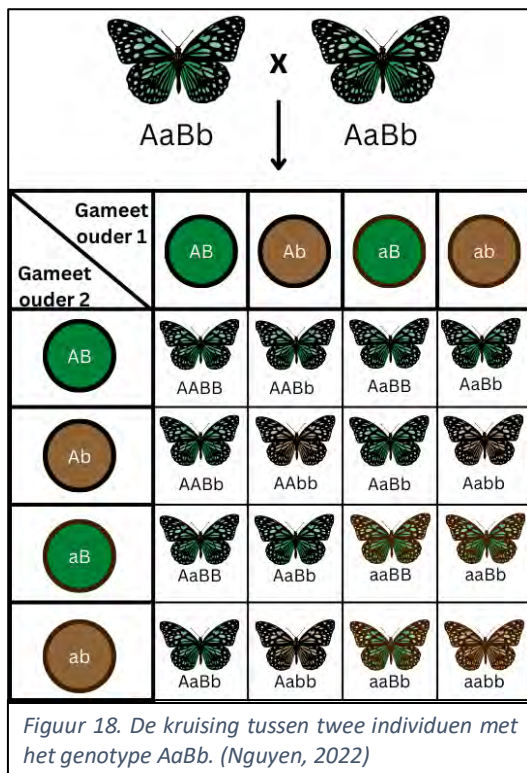 X
AaBb AaBb
Gameet
ouder 1
Gameet
ouder 2
AB Ab aB ab
AB
AABB AABb AaBB AaBb
Ab
AABb AAbb AaBb Aabb
aB
AaBB AaBb aaBB aaBb
ab
AaBb Aabb aaBb aabb
Figuur 18. De kruising tussen twee individuen met
het genotype AaBb. (Nguyen, 2022)